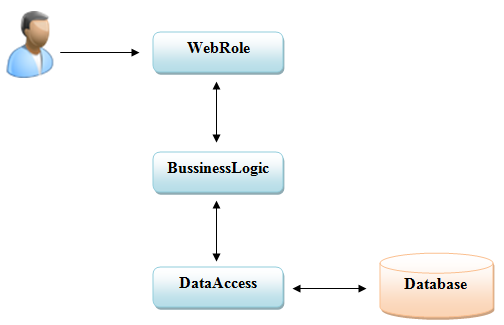 WebRole
BussinessLogic
DataAccess
Database